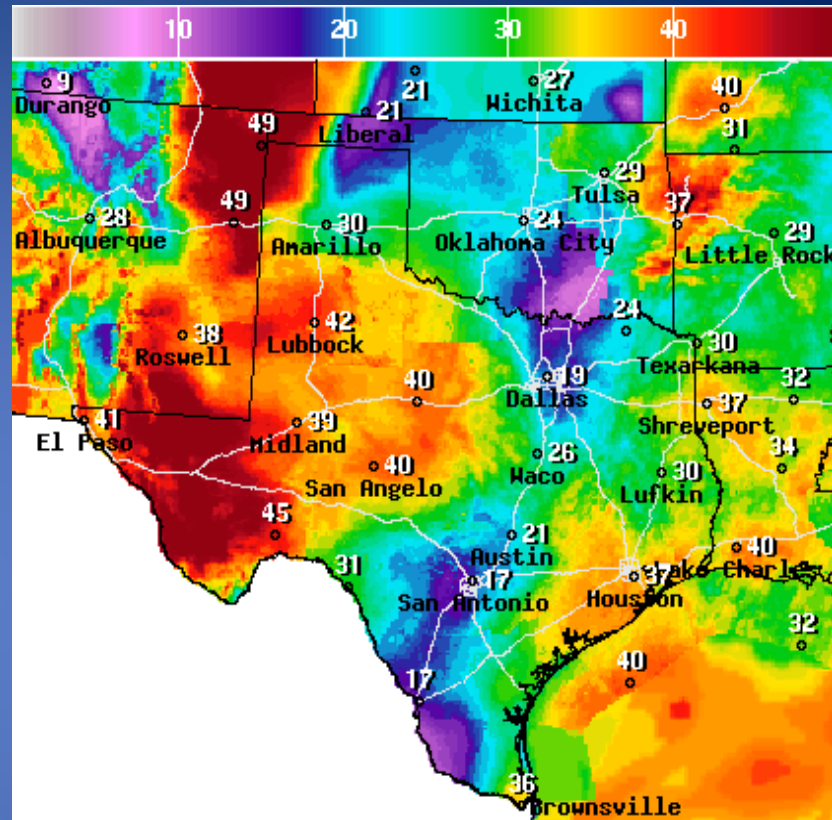 10 20 30 40
9
Durango
21
21
Liberal
27
Wichita
40
31
49
49
29
Tulsa
28
Albuquerque
30
Amarillo
24
Oklahoma City
37
29
Little Rock
38
Roswell
42
Lubbock
24
30
Texarkana
19
Dallas
40
32
37
Shreveport
41
El Paso
39
Midland
40
San Angelo
26
Waco
30
Lufkin
34
45
21
Austin
40
Lake Charl
31
17
San Antonio
37
Houston
32
17
40
36
Brownsville